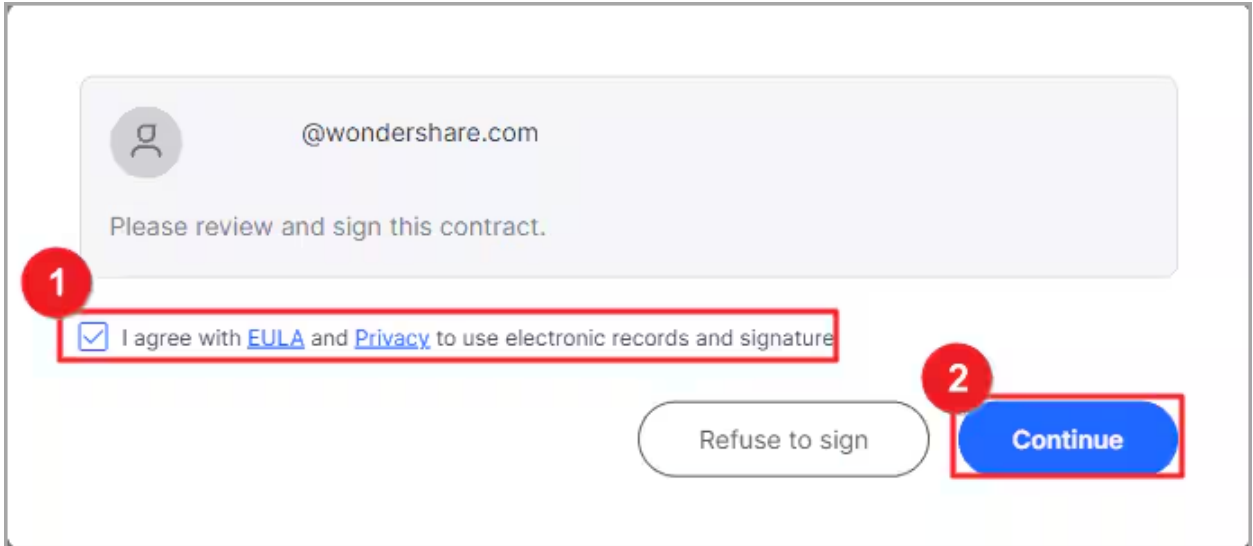 @wondershare.com
Please review and sign this contract.
1
I agree with EULA and Privacy to use electronic records and signature
2
Refuse to sign
Continue